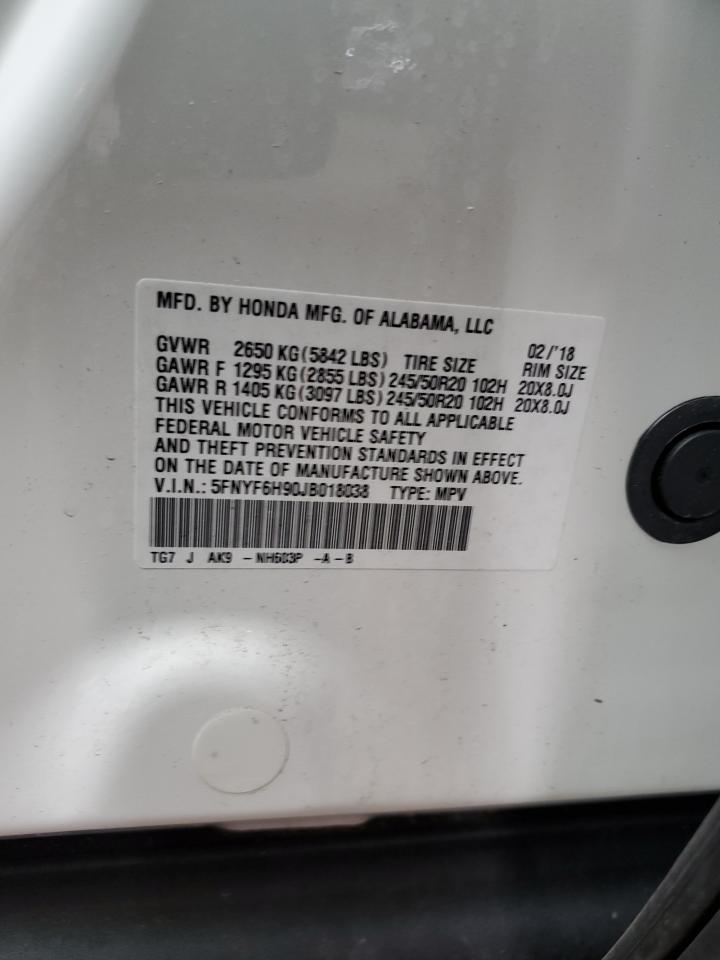 MFD. BY HONDA MFG. OF ALABAMA, LLC
02/'18
GVWR 2650 KG(5842 LBS) TIRE SIZE RIM SIZE
GAWR F 1295 KG(2855 LBS) 245/50R20 102H 20X8.0J
GAWR R 1405 KG(3097 LBS) 245/50R20 102H 20X8.0J
THIS VEHICLE CONFORMS TO ALL APPLICABLE
FEDERAL MOTOR VEHICLE SAFETY
AND THEFT PREVENTION STANDARDS IN EFFECT
ON THE DATE OF MANUFACTURE SHOWN ABOVE.
V.I.N.: 5FNYF6H90JB018038 TYPE: MPV
TG7 J AK9 - NH603P -A - B